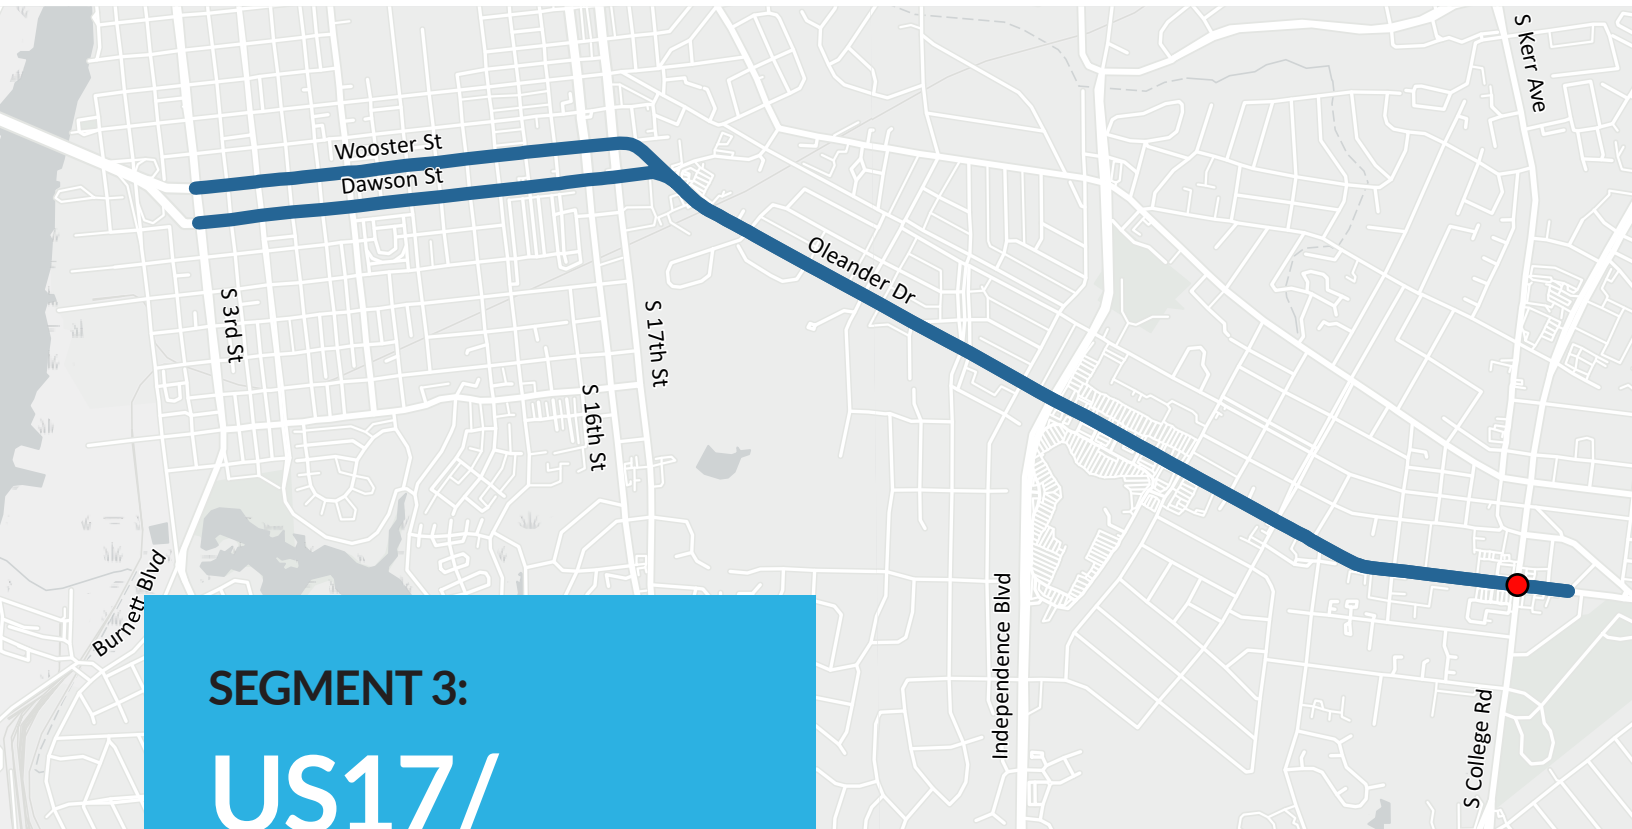 S Kerr Ave
Wooster St
Dawson St
Oleander Dr
S 3rd St
S 17th St
S 16th St
Burnett Blvd
Independence Blvd
S College Rd
SEGMENT 3:
US17/